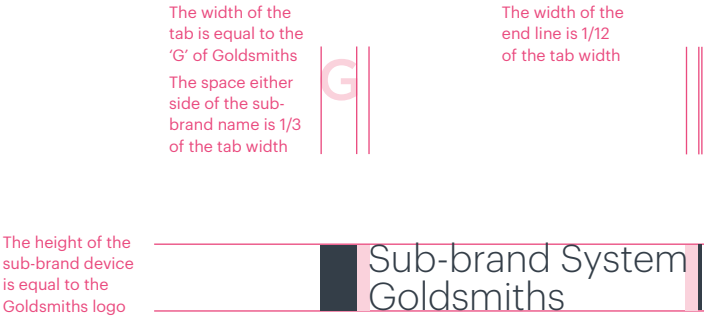 The width of the
tab is equal to the
‘G’ of Goldsmiths
The space either
side of the sub-
brand name is 1/3
of the tab width
The width of the
end line is 1/12
of the tab width
G
The height of the
sub-brand device
is equal to the
Goldsmiths logo
Sub-brand System
Goldsmiths